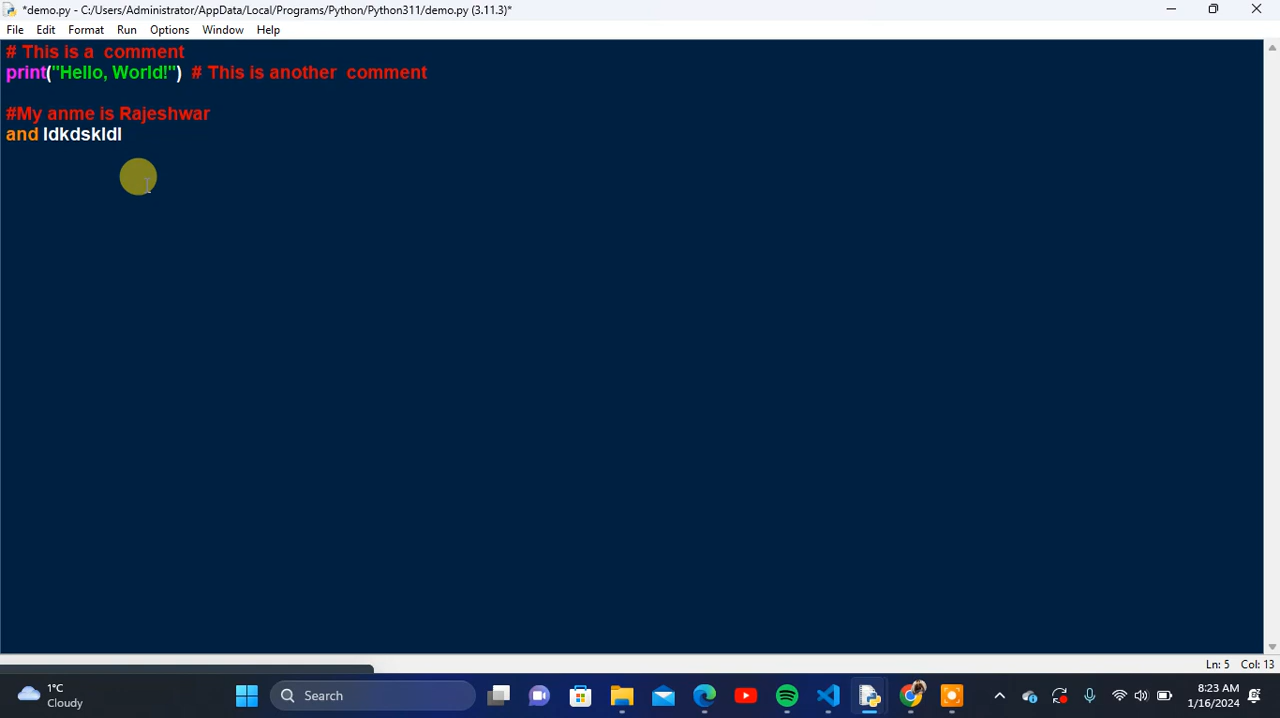 *demo.py - C:/Users/Administrator/AppData/Local/Programs/Python/Python311/demo.py (3.11.3)*
File Edit Format Run Options Window Help
# This is a  comment
print("Hello, World!")  # This is another  comment
#My anme is Rajeshwar
and ldkdskldl
Ln: 5 Col: 13
1°C
Cloudy
Search
8:23 AM
1/16/2024